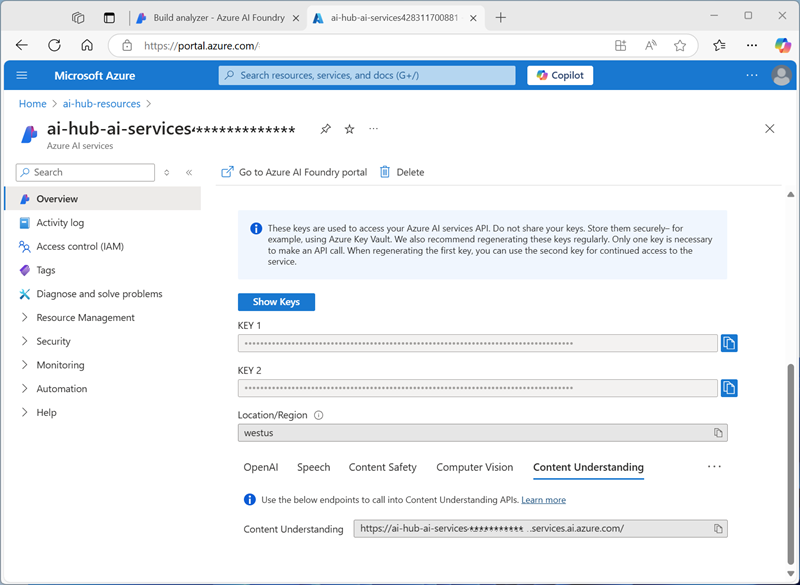 Build analyzer - Azure AI Foundry
ai-hub-ai-services428311700881
https://portal.azure.com/
Microsoft Azure
Search resources, services, and docs (G+/)
Copilot
Home > ai-hub-resources >
ai-hub-ai-services*************
Azure AI services
Search
Go to Azure AI Foundry portal
Delete
Overview
Activity log
Access control (IAM)
Tags
Diagnose and solve problems
Resource Management
Security
Monitoring
Automation
Help
These keys are used to access your Azure AI services API. Do not share your keys. Store them securely– for
example, using Azure Key Vault. We also recommend regenerating these keys regularly. Only one key is necessary
to make an API call. When regenerating the first key, you can use the second key for continued access to the
service.
Show Keys
KEY 1
KEY 2
Location/Region
westus
OpenAI Speech Content Safety Computer Vision Content Understanding ...
Use the below endpoints to call into Content Understanding APIs. Learn more
Content Understanding https://ai-hub-ai-services-*********** ..services.ai.azure.com/